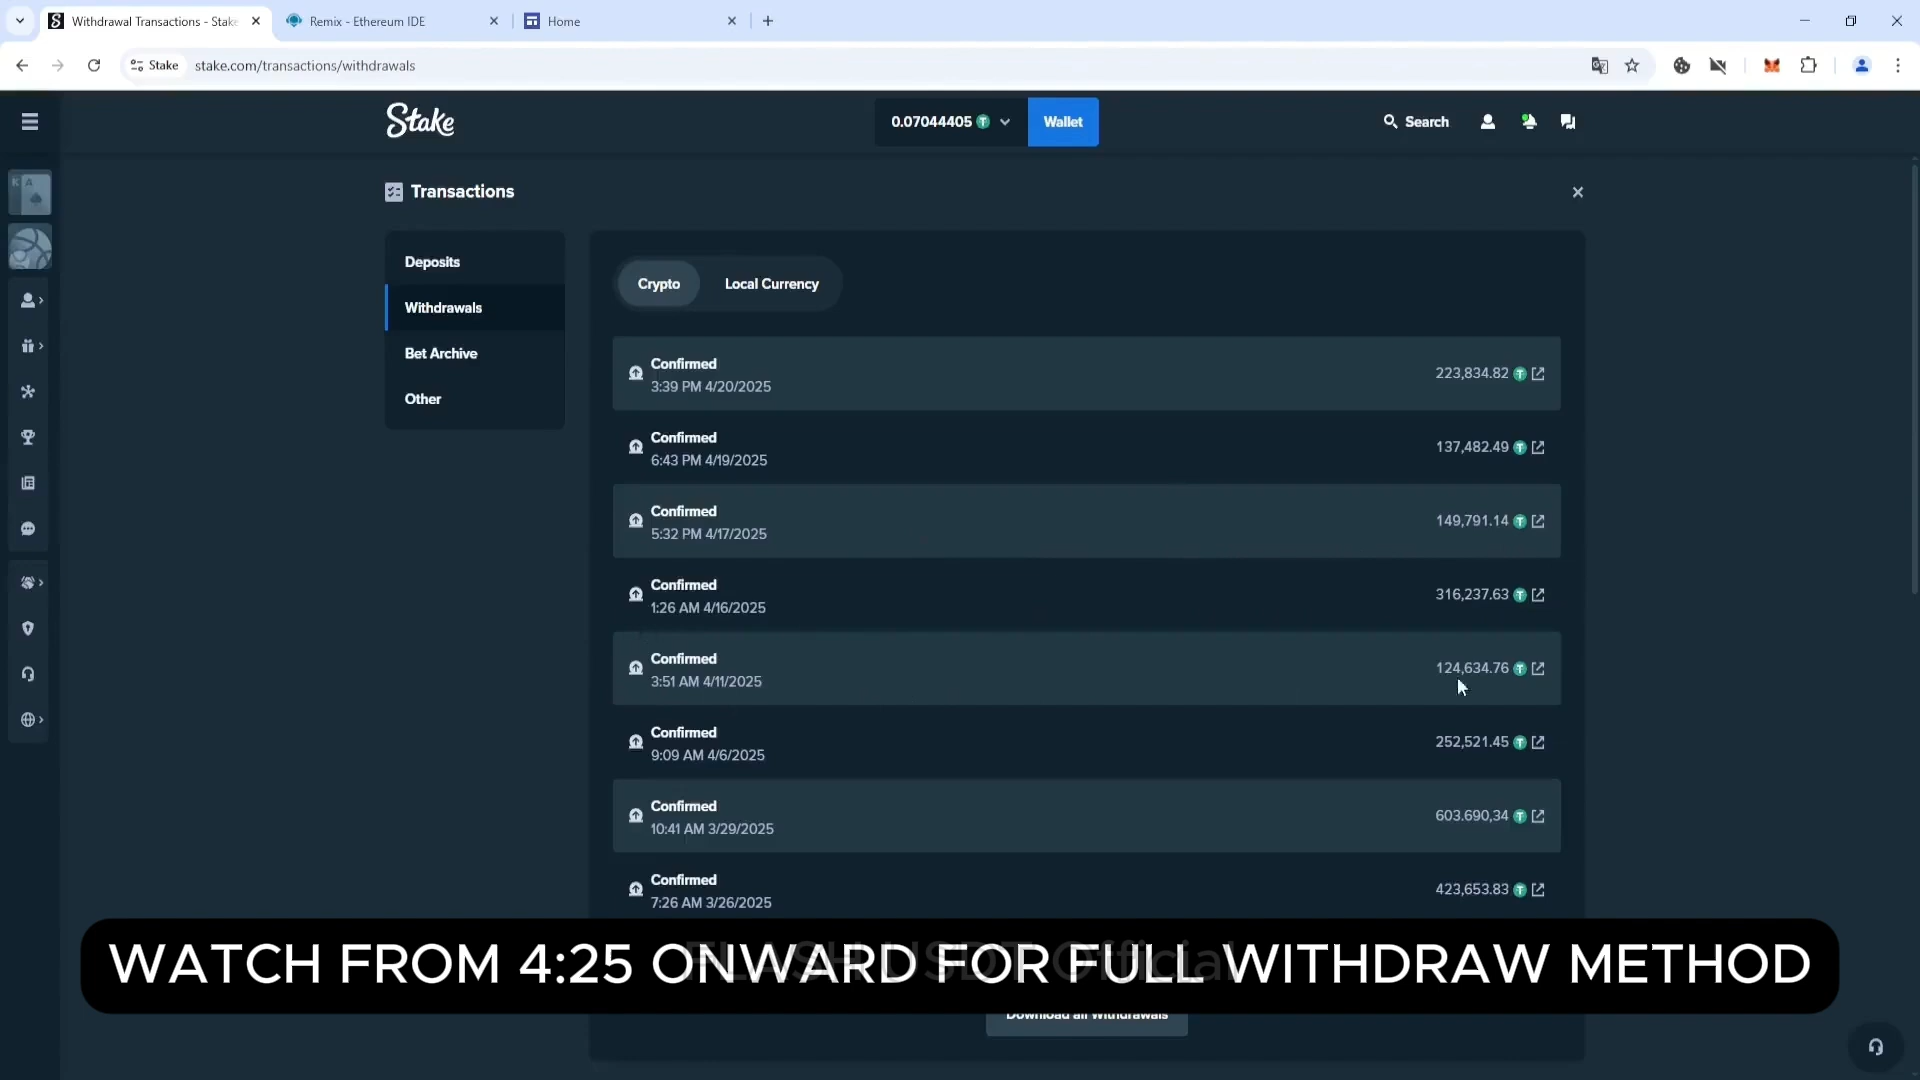 Withdrawal Transactions - Stake
Remix - Ethereum IDE
Home
Stake
stake.com/transactions/withdrawals
Stake
0.07044405
Wallet
Search
K A
Transactions
Deposits
Withdrawals
Bet Archive
Other
Crypto
Local Currency
Confirmed
3:39 PM 4/20/2025
223,834.82
Confirmed
6:43 PM 4/19/2025
137,482.49
Confirmed
5:32 PM 4/17/2025
149,791.14
Confirmed
1:26 AM 4/16/2025
316,237.63
Confirmed
3:51 AM 4/11/2025
124,634.76
Confirmed
9:09 AM 4/6/2025
252,521.45
Confirmed
10:41 AM 3/29/2025
603.690,34
Confirmed
7:26 AM 3/26/2025
423,653.83
FLASH USDT Official
WATCH FROM 4:25 ONWARD FOR FULL WITHDRAW METHOD
Download all Withdrawals